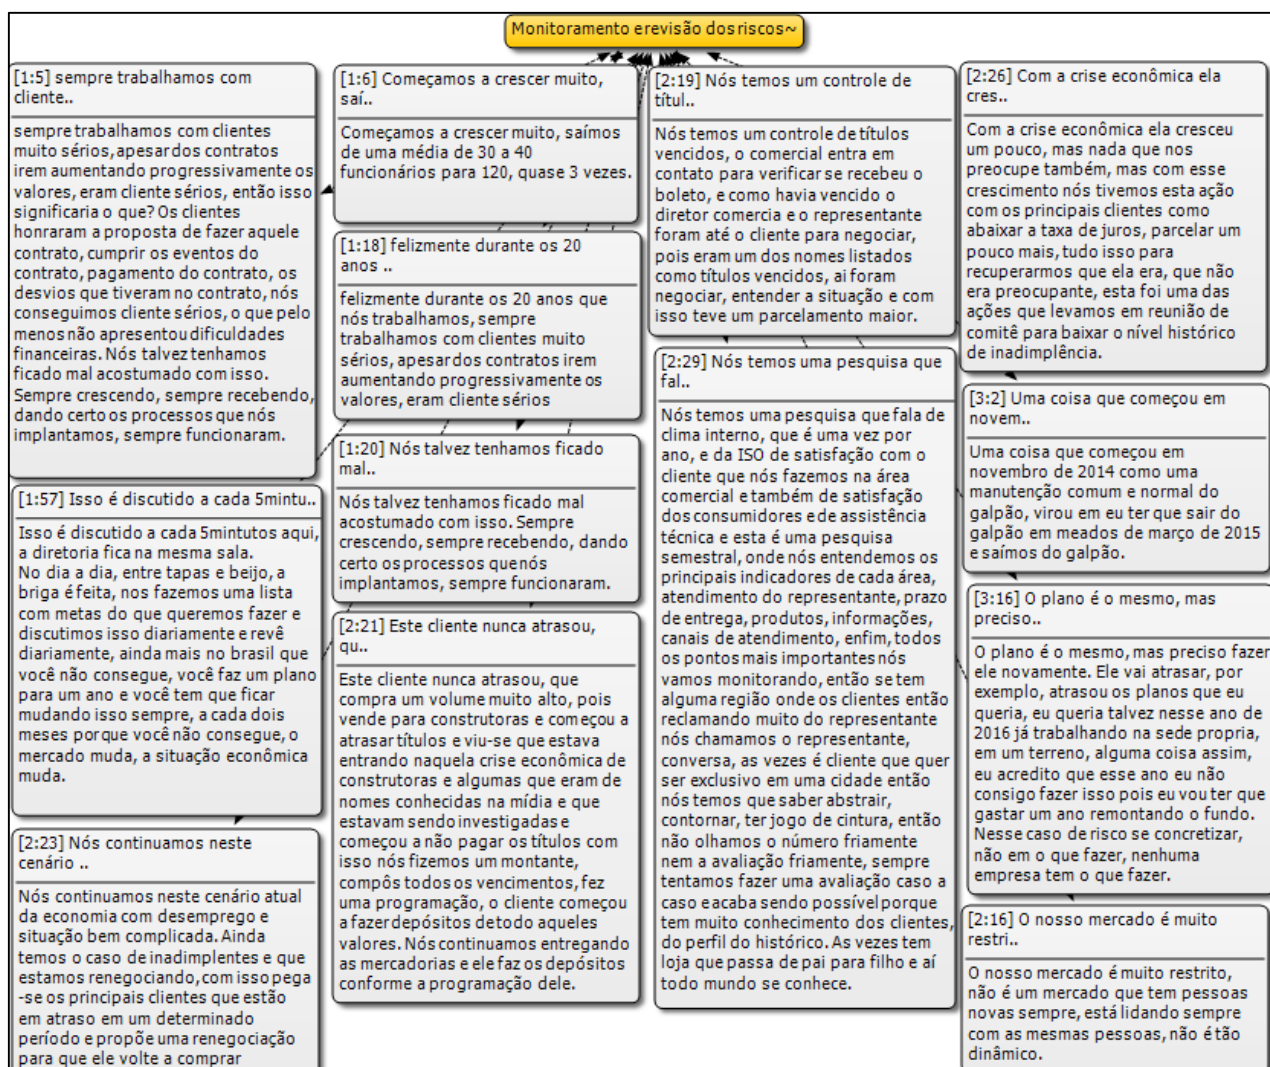 Monitoramento erevisão dosriscos~
[1:5] sempre trabalhamos com
cliente..
sempre trabalhamos com clientes
muito sérios,apesardos contratos
irem aumentando progressivamente os
valores, eram cliente sérios, então isso
significaria o que? Os clientes
honraram a proposta de fazer aquele
contrato, cumprir os eventos do
contrato, pagamento do contrato, os
desvios que tiveram no contrato, nós
conseguimos cliente sérios, o que pelo
menos não apresentou dificuldades
financeiras. Nós talvez tenhamos
ficado mal acostumado com isso.
Sempre crescendo, sempre recebendo,
dando certo os processos que nós
implantamos, sempre funcionaram.
[1:57] Isso é discutido a cada 5mintu..
Isso é discutido a cada 5mintutos aqui,
a diretoria fica na mesma sala.
No dia a dia, entre tapas e beijo, a
briga é feita, nos fazemos uma lista
com metas do que queremos fazer e
discutimos isso diariamente e revê
diariamente, ainda mais no brasil que
você não consegue, você faz um plano
para um ano e você tem que ficar
mudando isso sempre, a cada dois
meses porque você não consegue, o
mercado muda, a situação econômica
muda.
[2:23] Nós continuamos neste
cenário ..
Nós continuamos neste cenário atual
da economia com desemprego e
situação bem complicada. Ainda
temos o caso de inadimplentes e que
estamos renegociando, com isso pega
-se os principais clientes que estão
em atraso em um determinado
período e propõe uma renegociação
para que ele volte a comprar
[1:6] Começamos a crescer muito,
saí..
Começamos a crescer muito, saímos
de uma média de 30 a 40
funcionários para 120, quase 3 vezes.
[1:18] felizmente durante os 20
anos ..
felizmente durante os 20 anos que
nós trabalhamos, sempre
trabalhamos com clientes muito
sérios, apesardos contratos irem
aumentando progressivamente os
valores, eram cliente sérios
[1:20] Nós talvez tenhamos ficado
mal..
Nós talvez tenhamos ficado mal
acostumado com isso. Sempre
crescendo, sempre recebendo, dando
certo os processos quenós
implantamos, sempre funcionaram.
[2:21] Este cliente nunca atrasou,
qu..
Este cliente nunca atrasou, que
compra um volume muito alto, pois
vende para construtoras e começou a
atrasar títulos e viu-se que estava
entrando naquela crise econômica de
construtoras e algumas que eram de
nomes conhecidas na mídia e que
estavam sendo investigadas e
começou a não pagar os títulos com
isso nós fizemos um montante,
compôs todos os vencimentos, fez
uma programação, o cliente começou
a fazer depósitos detodo aqueles
valores. Nós continuamos entregando
as mercadorias e ele faz os depósitos
conforme a programação dele.
[2:19] Nós temos um controle de
títul..
Nós temos um controle de títulos
vencidos, o comercial entra em
contato para verificar se recebeu o
boleto, e como havia vencido o
diretor comercia e o representante
foram até o cliente para negociar,
pois eram um dos nomes listados
como títulos vencidos, ai foram
negociar, entender a situação e com
isso teve um parcelamento maior.
[2:29] Nós temos uma pesquisa que
fal..
Nós temos uma pesquisa que fala de
clima interno, que é uma vez por
ano, e da ISO de satisfação com o
cliente que nós fazemos na área
comercial e também de satisfação
dos consumidores e de assistência
técnica e esta é uma pesquisa
semestral, onde nós entendemos os
principais indicadores de cada área,
atendimento do representante, prazo
de entrega, produtos, informações,
canais de atendimento, enfim, todos
os pontos mais importantes nós
vamos monitorando, então se tem
alguma região onde os clientes então
reclamando muito do representante
nós chamamos o representante,
conversa, as vezes é cliente que quer
ser exclusivo em uma cidade então
nós temos que saber abstrair,
contornar, ter jogo de cintura, então
não olhamos o número friamente
nem a avaliação friamente, sempre
tentamos fazer uma avaliação caso a
caso eacaba sendo possível porque
tem muito conhecimento dos clientes,
do perfil do histórico. As vezes tem
loja que passa de pai para filho e aí
todo mundo se conhece.
[2:26] Com a crise econômica ela
cres..
Com a crise econômica ela cresceu
um pouco, mas nada que nos
preocupe também, mas com esse
crescimento nós tivemos esta ação
com os principais clientes como
abaixar a taxa de juros, parcelar um
pouco mais, tudo isso para
recuperarmos que ela era, que não
era preocupante, esta foi uma das
ações que levamos em reunião de
comitê para baixar o nível histórico
de inadimplência.
[3:2] Uma coisa que começou em
novem..
Uma coisa que começou em
novembro de 2014 como uma
manutenção comum e normal do
galpão, virou em eu ter que sair do
galpão em meados de março de 2015
e saímos do galpão.
[3:16] O plano é o mesmo, mas
preciso..
O plano é o mesmo, mas preciso fazer
ele novamente. Ele vai atrasar, por
exemplo, atrasou os planos que eu
queria, eu queria talvez nesse ano de
2016 já trabalhando na sede propria,
em um terreno, alguma coisa assim,
eu acredito que esse ano eu não
consigo fazer isso pois eu vou ter que
gastar um ano remontando o fundo.
Nesse caso de risco se concretizar,
não em o que fazer, nenhuma
empresa tem o que fazer.
[2:16] O nosso mercado é muito
restri..
O nosso mercado é muito restrito,
não é um mercado que tem pessoas
novas sempre, está lidando sempre
com as mesmas pessoas, não é tão
dinâmico.